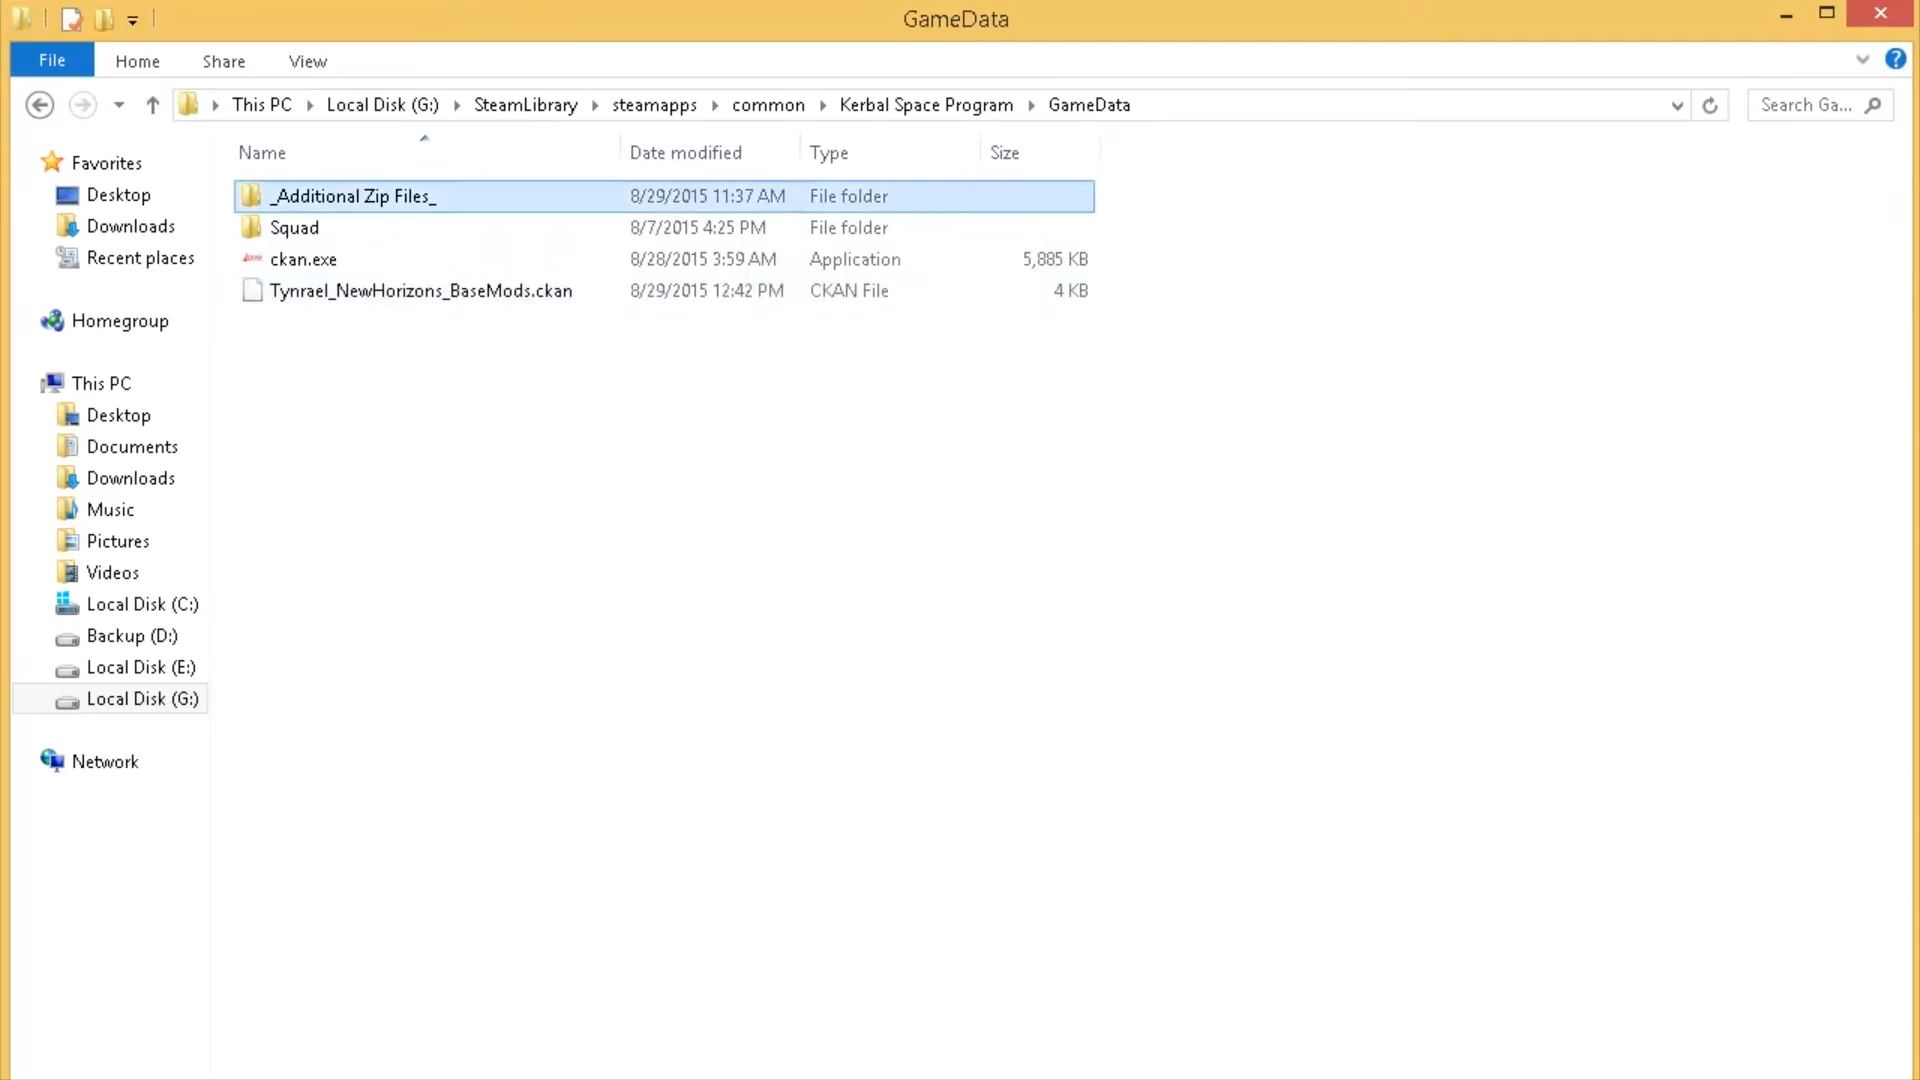 GameData
File Home Share View
This PC Local Disk (G:) SteamLibrary steamapps common Kerbal Space Program GameData Search Ga...
Name Date modified Type Size
_Additional Zip Files_ 8/29/2015 11:37 AM File folder
Squad 8/7/2015 4:25 PM File folder
ckan.exe 8/28/2015 3:59 AM Application 5,885 KB
Tynrael_NewHorizons_BaseMods.ckan 8/29/2015 12:42 PM CKAN File 4 KB
Favorites
Desktop
Downloads
Recent places
Homegroup
This PC
Desktop
Documents
Downloads
Music
Pictures
Videos
Local Disk (C:)
Backup (D:)
Local Disk (E:)
Local Disk (G:)
Network